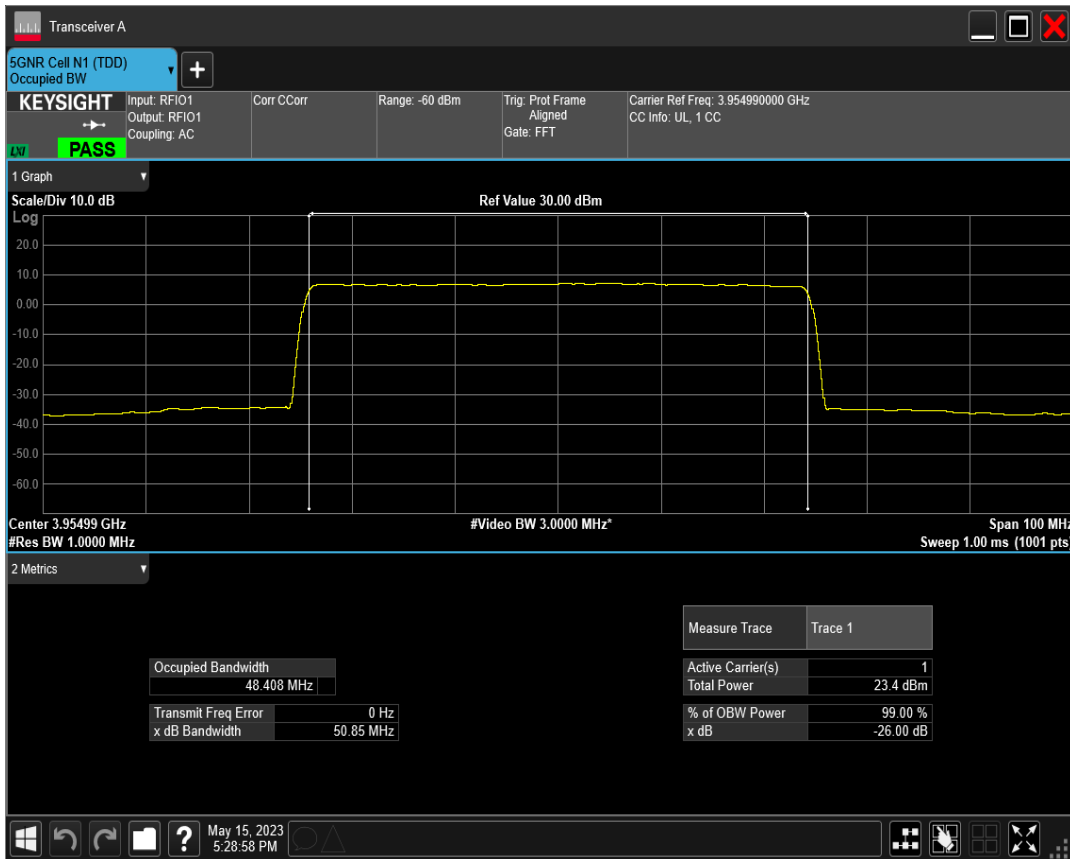 Transceiver A
5GNR Cell N1 (TDD)
Occupied BW
+
KEYSIGHT
LXI
PASS
Input: RFIO1
Output: RFIO1
Coupling: AC
Corr CCorr
Range: -60 dBm
Trig: Prot Frame
Aligned
Gate: FFT
Carrier Ref Freq: 3.954990000 GHz
CC Info: UL, 1 CC
1 Graph
Scale/Div 10.0 dB
Ref Value 30.00 dBm
Log
20.0
10.0
0.00
-10.0
-20.0
-30.0
-40.0
-50.0
-60.0
Center 3.95499 GHz
#Video BW 3.0000 MHz*
Span 100 MHz
#Res BW 1.0000 MHz
Sweep 1.00 ms (1001 pts)
2 Metrics
Measure Trace
Trace 1
Occupied Bandwidth
48.408 MHz
Active Carrier(s) 1
Total Power 23.4 dBm
Transmit Freq Error 0 Hz
x dB Bandwidth 50.85 MHz
% of OBW Power 99.00 %
x dB -26.00 dB
?
May 15, 2023
5:28:58 PM